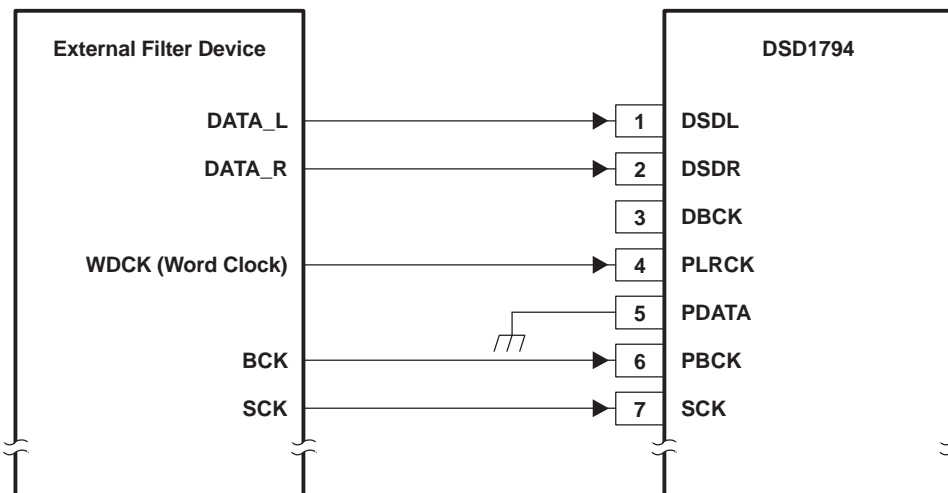 External Filter Device
DSD1794
DATA_L
1
DSDL
DATA_R
2
DSDR
3
DBCK
WDCK (Word Clock)
4
PLRCK
5
PDATA
BCK
6
PBCK
SCK
7
SCK